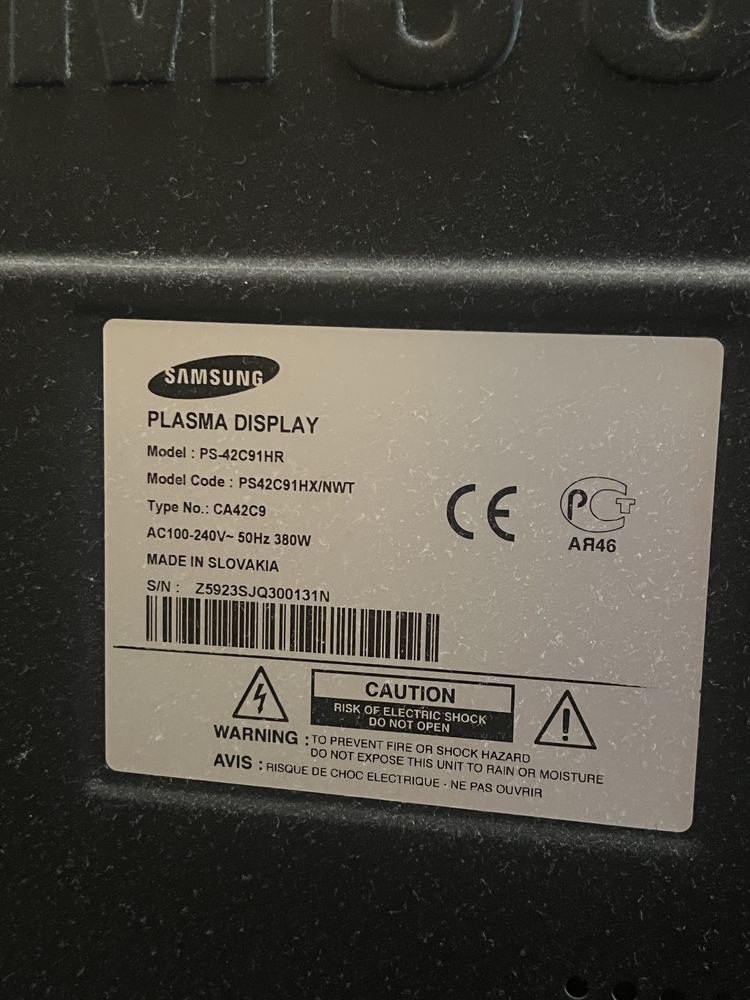 SAMSUNG
PLASMA DISPLAY
Model : PS-42C91HR
Model Code : PS42C91HX/NWT
Type No.: CA42C9
AC100-240V~ 50Hz 380W
MADE IN SLOVAKIA
S/N : Z5923SJQ300131N
CE
РСТ
АЯ46
CAUTION
RISK OF ELECTRIC SHOCK
DO NOT OPEN
WARNING : TO PREVENT FIRE OR SHOCK HAZARD
DO NOT EXPOSE THIS UNIT TO RAIN OR MOISTURE
AVIS : RISQUE DE CHOC ELECTRIQUE - NE PAS OUVRIR